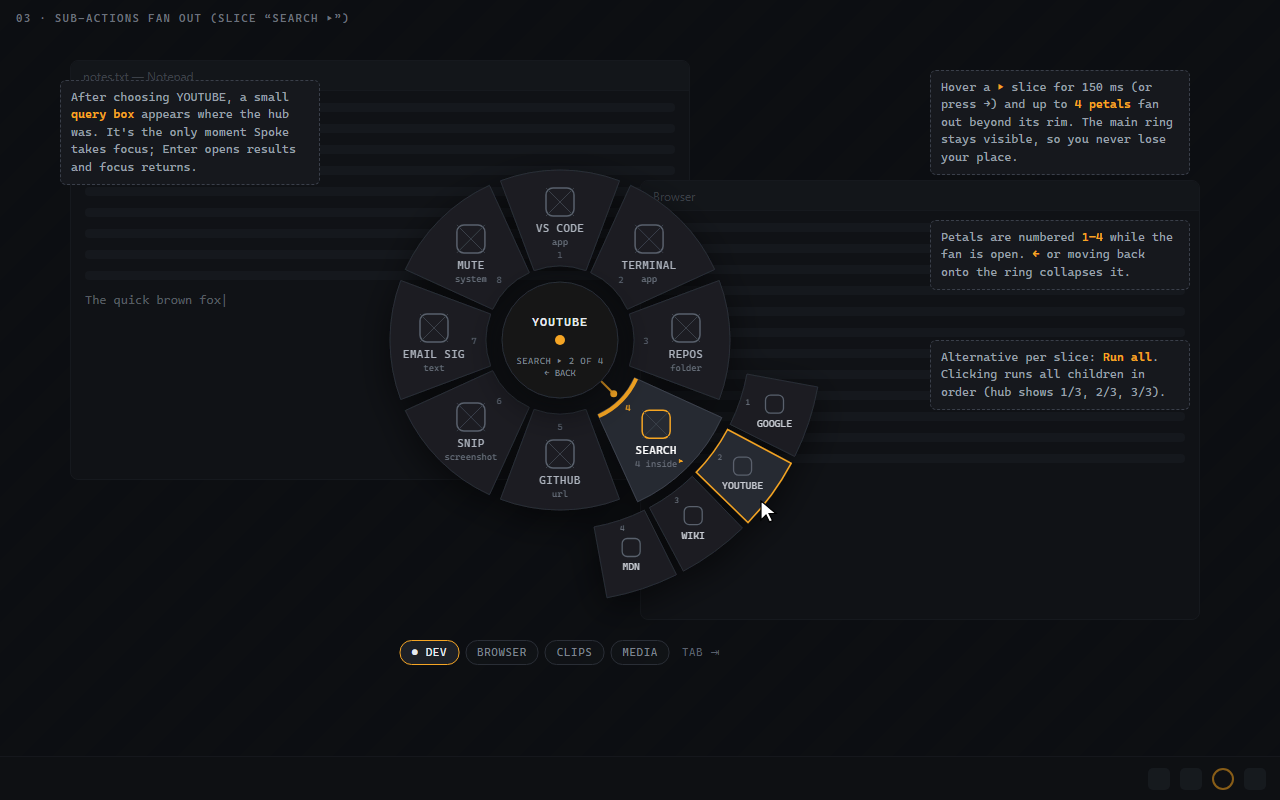 03 · SUB-ACTIONS FAN OUT (SLICE “SEARCH ▸”)
notes.txt — Notepad
After choosing YOUTUBE, a small
query box appears where the hub
was. It's the only moment Spoke
takes focus; Enter opens results
and focus returns.
The quick brown fox|
Hover a ▸ slice for 150 ms (or
press →) and up to 4 petals fan
out beyond its rim. The main ring
stays visible, so you never lose
your place.
Browser
Petals are numbered 1–4 while the
fan is open. ← or moving back
onto the ring collapses it.
Alternative per slice: Run all.
Clicking runs all children in
order (hub shows 1/3, 2/3, 3/3).
VS CODE
app
1
TERMINAL
2 app
3 REPOS
folder
4
SEARCH
4 inside ▸
5
GITHUB
url
6
SNIP
screenshot
EMAIL SIG 7
text
MUTE
system 8
YOUTUBE
SEARCH ▸ 2 OF 4
← BACK
1
GOOGLE
2
YOUTUBE
3
WIKI
4
MDN
● DEV BROWSER CLIPS MEDIA TAB ⇥